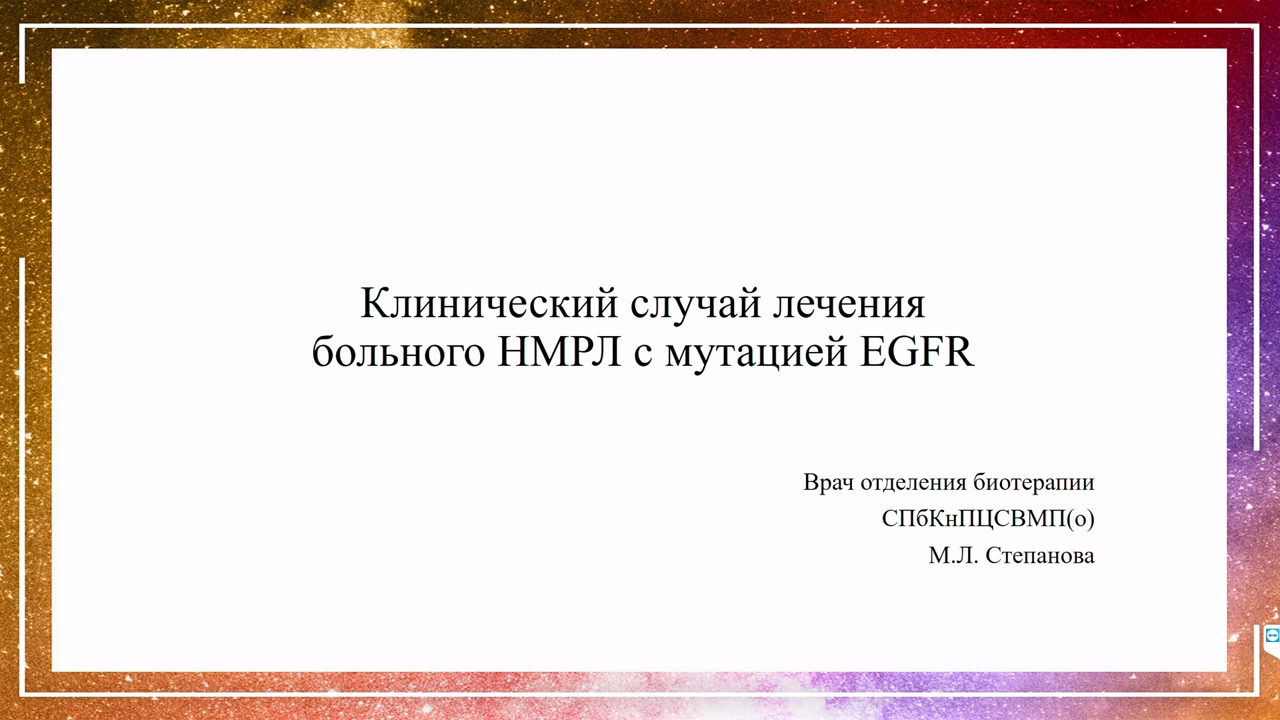 Клинический случай лечения
больного НМРЛ с мутацией EGFR
Врач отделения биотерапии
СПбКнПЦСВМП(о)
М.Л. Степанова